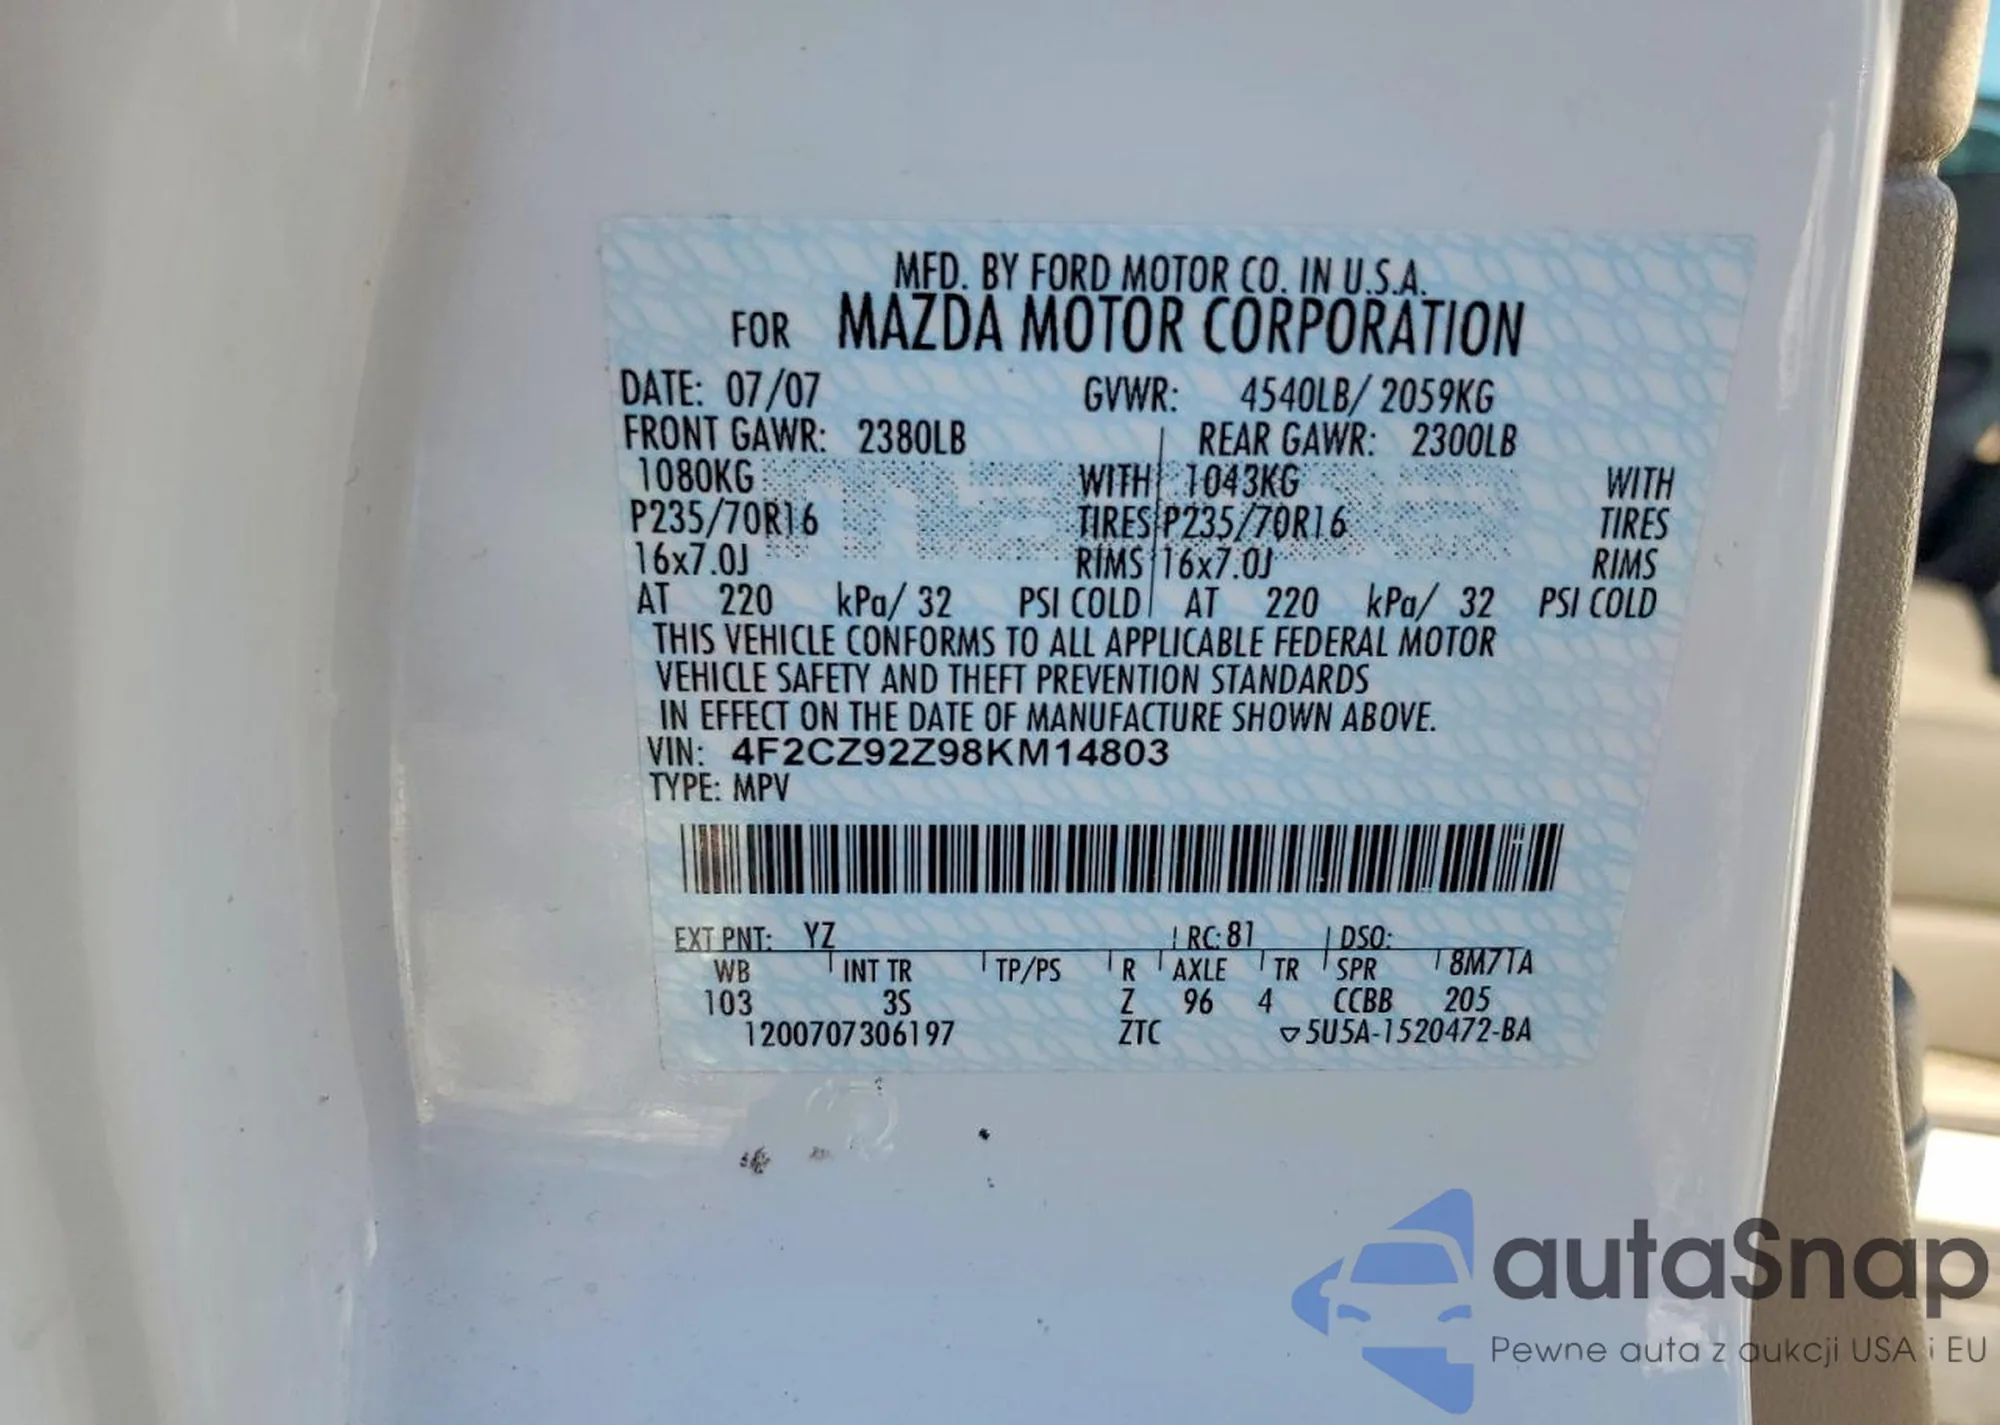 MFD. BY FORD MOTOR CO. IN U.S.A.
FOR MAZDA MOTOR CORPORATION
DATE: 07/07 GVWR: 4540LB/ 2059KG
FRONT GAWR: 2380LB REAR GAWR: 2300LB
1080KG WITH 1043KG WITH
P235/70R16 TIRES P235/70R16 TIRES
16x7.0J RIMS 16x7.0J RIMS
AT 220 kPa/ 32 PSI COLD AT 220 kPa/ 32 PSI COLD
THIS VEHICLE CONFORMS TO ALL APPLICABLE FEDERAL MOTOR
VEHICLE SAFETY AND THEFT PREVENTION STANDARDS
IN EFFECT ON THE DATE OF MANUFACTURE SHOWN ABOVE.
VIN: 4F2CZ92Z98KM14803
TYPE: MPV
EXT PNT: YZ RC: 81 DSO:
WB INT TR TP/PS R AXLE TR SPR 8M71A
103 3S Z 96 4 CCBB 205
1200707306197 ZTC ▽5U5A-1520472-BA
autaSnap
Pewne auta z aukcji USA i EU